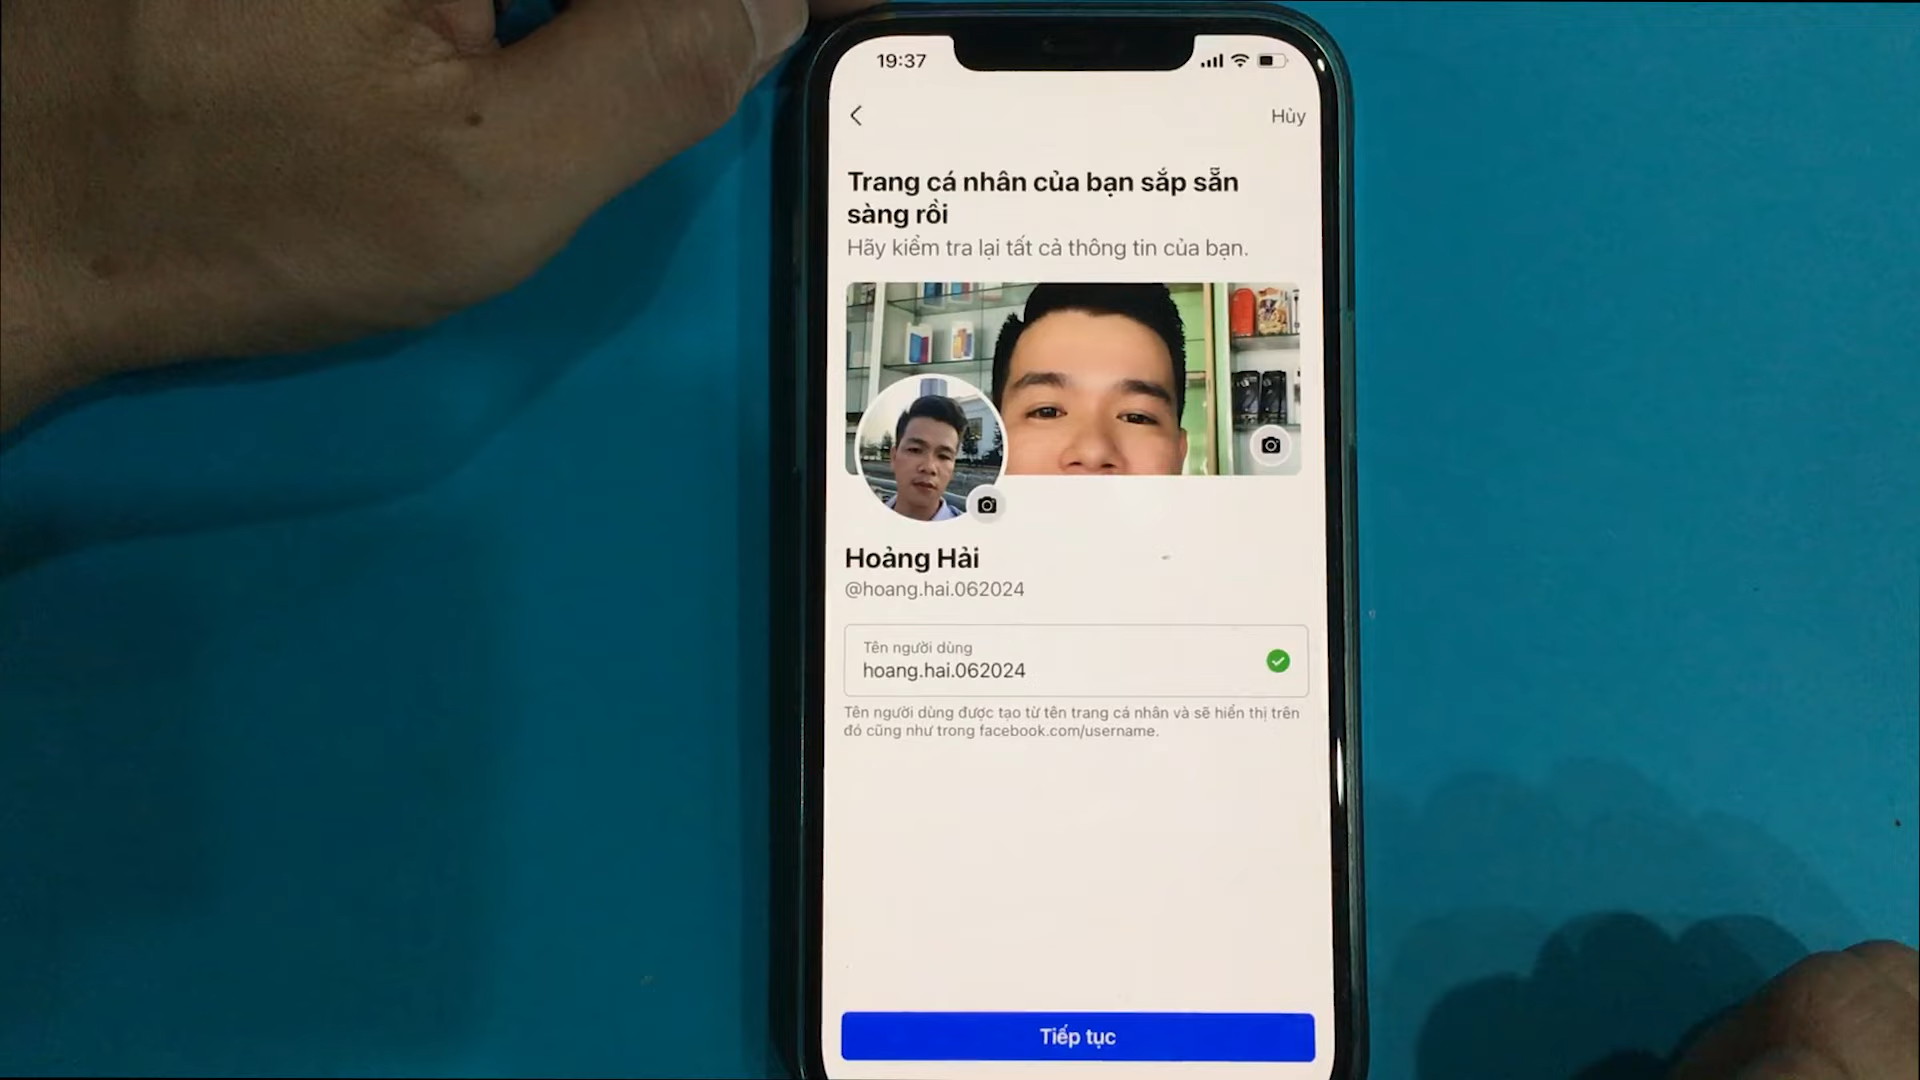 19:37
Hủy
Trang cá nhân của bạn sắp sẵn
sàng rồi
Hãy kiểm tra lại tất cả thông tin của bạn.
Hoảng Hải
@hoang.hai.062024
Tên người dùng
hoang.hai.062024
Tên người dùng được tạo từ tên trang cá nhân và sẽ hiển thị trên
đó cũng như trong facebook.com/username.
Tiếp tục